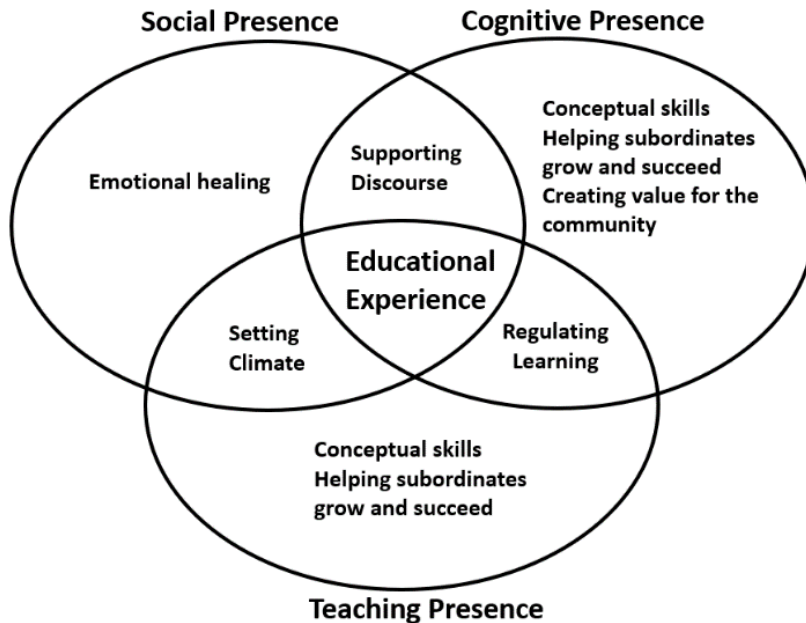 Social Presence
Cognitive Presence
Emotional healing
Supporting
Discourse
Conceptual skills
Helping subordinates
grow and succeed
Creating value for the
community
Educational
Experience
Setting
Climate
Regulating
Learning
Conceptual skills
Helping subordinates
grow and succeed
Teaching Presence